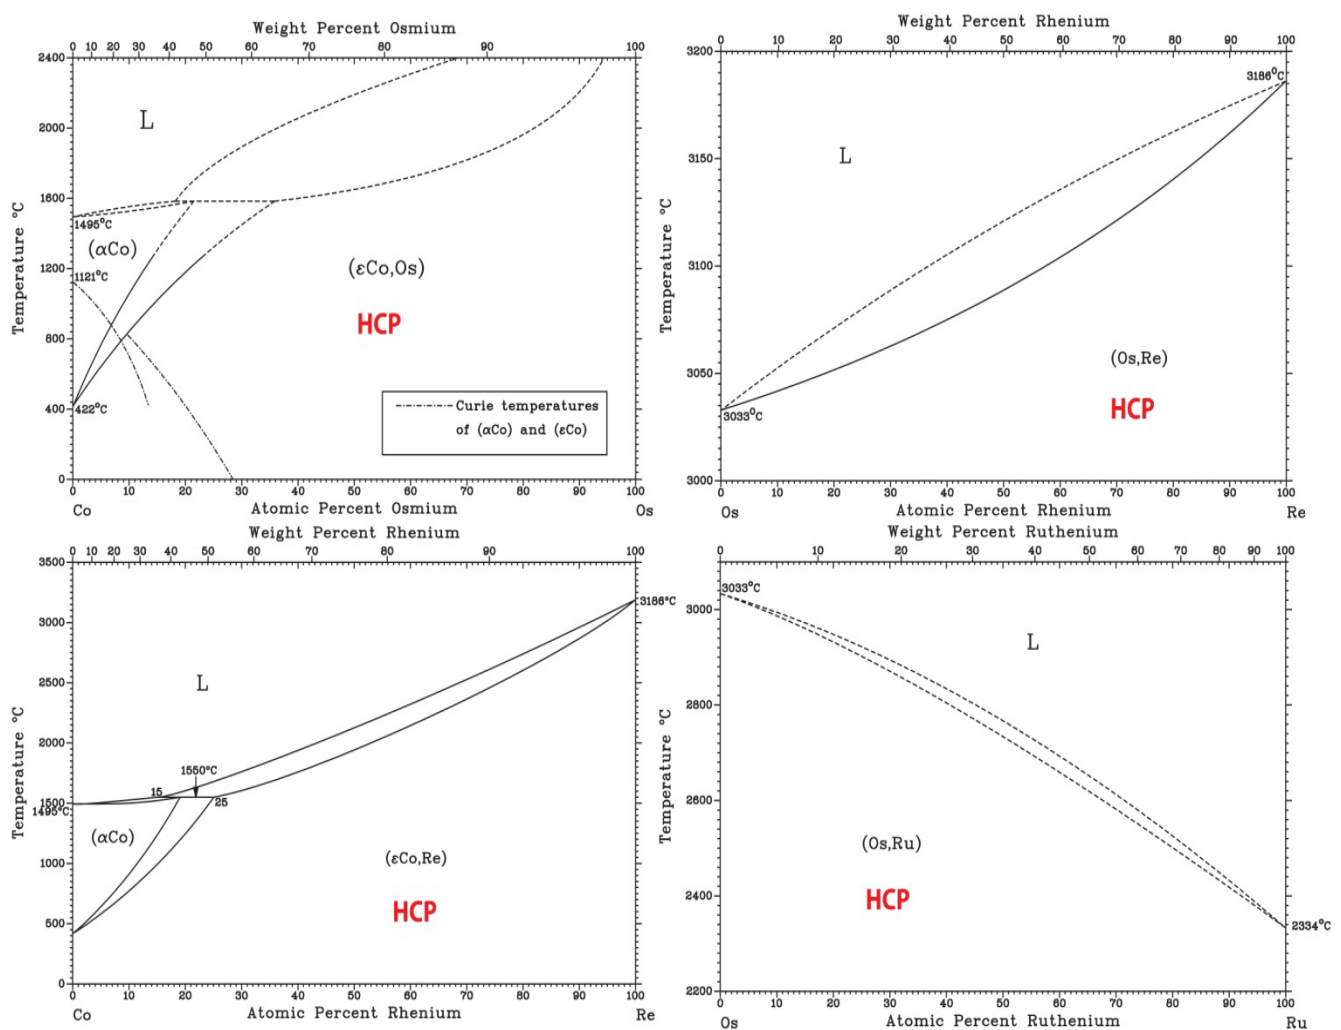 Weight Percent Osmium
0 10 20 30 40 50 60 70 80 90 100
2400
2000
1600
1200
800
400
0
Temperature °C
L
1495°C
(αCo)
1121°C
(εCo,Os)
HCP
422°C
Curie temperatures
of (αCo) and (εCo)
0 10 20 30 40 50 60 70 80 90 100
Co Atomic Percent Osmium Os
Weight Percent Rhenium
0 10 20 30 40 50 60 70 80 90 100
3200
3150
3100
3050
3000
Temperature °C
3186°C
L
(Os,Re)
HCP
3033°C
0 10 20 30 40 50 60 70 80 90 100
Os Atomic Percent Rhenium Re
Weight Percent Rhenium
0 10 20 30 40 50 60 70 80 90 100
3500
3000
2500
2000
1500
1000
500
0
Temperature °C
3186°C
L
1550°C
15
25
1495°C
(αCo)
(εCo,Re)
HCP
0 10 20 30 40 50 60 70 80 90 100
Co Atomic Percent Rhenium Re
Weight Percent Ruthenium
0 10 20 30 40 50 60 70 80 90 100
3000
2800
2600
2400
2200
Temperature °C
3033°C
L
(Os,Ru)
HCP
2334°C
0 10 20 30 40 50 60 70 80 90 100
Os Atomic Percent Ruthenium Ru